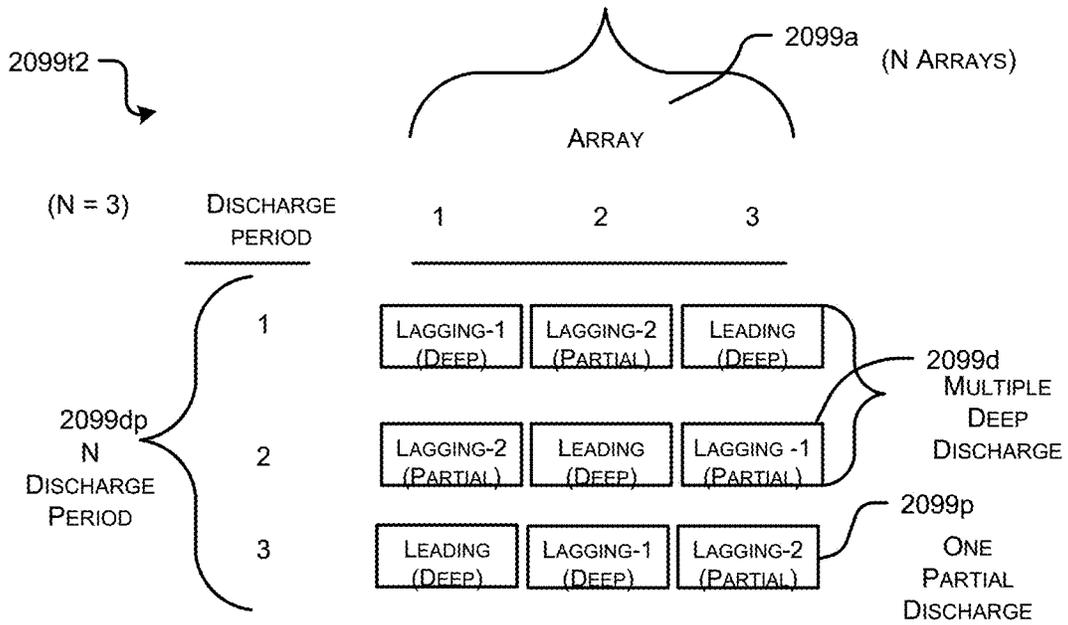 2099a
2099t2
(N ARRAYS)
ARRAY
(N = 3)
DISCHARGE
PERIOD
1 2 3
1
LAGGING-1
(DEEP)
LAGGING-2
(PARTIAL)
LEADING
(DEEP)
2099d
MULTIPLE
DEEP
DISCHARGE
2099dp
N
DISCHARGE
PERIOD
2
LAGGING-2
(PARTIAL)
LEADING
(DEEP)
LAGGING -1
(PARTIAL)
2099p
3
LEADING
(DEEP)
LAGGING-1
(DEEP)
LAGGING-2
(PARTIAL)
ONE
PARTIAL
DISCHARGE